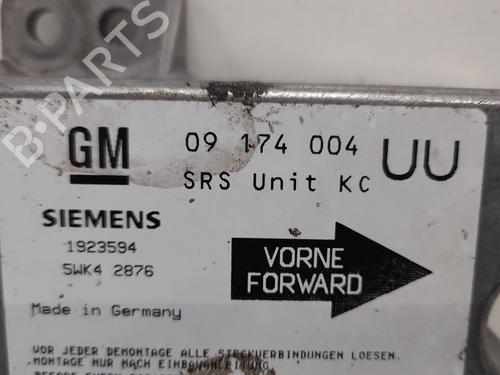 B-PARTS
GM
09 174 004
UU
SRS Unit KC
SIEMENS
1923594
5WK4 2876
VORNE
FORWARD
Made in Germany
VOR JEDER DEMONTAGE ALLE STECKVERBINDUNGEN LOESEN.
MONTAGE NUR NACH EINBAUANLEITUNG